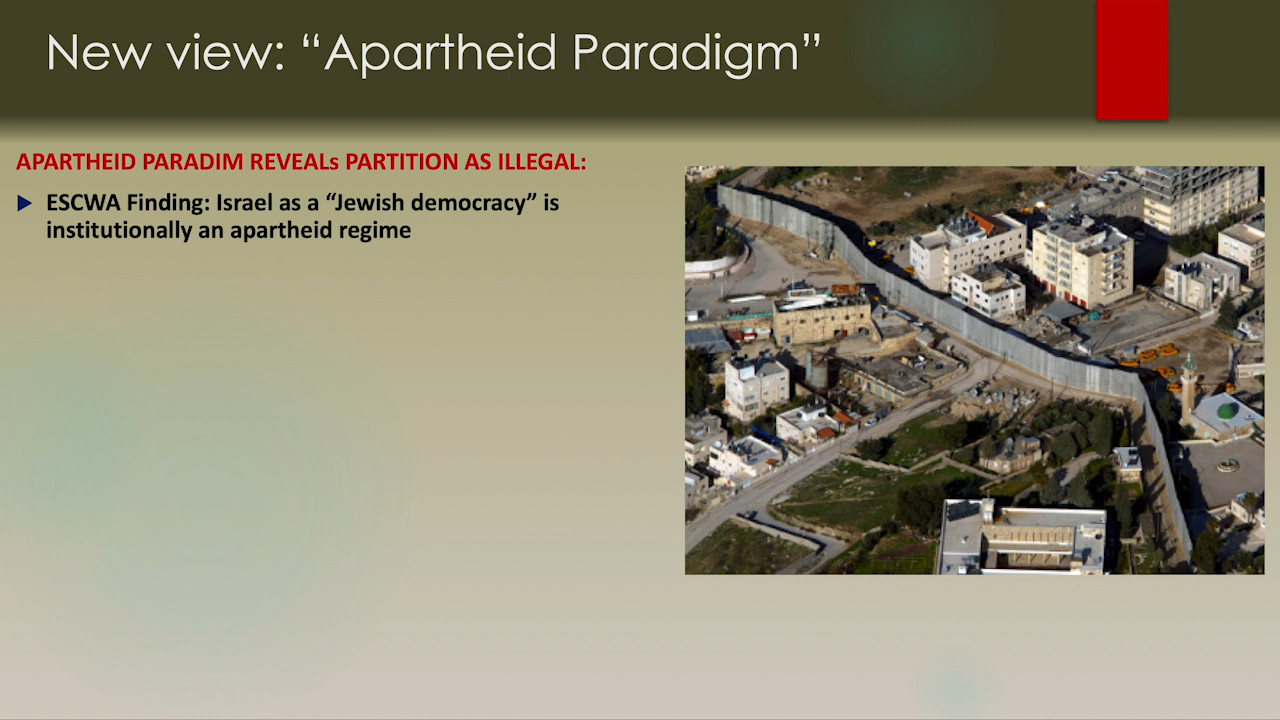 New view: “Apartheid Paradigm”
APARTHEID PARADIM REVEALs PARTITION AS ILLEGAL:
ESCWA Finding: Israel as a “Jewish democracy” is
institutionally an apartheid regime